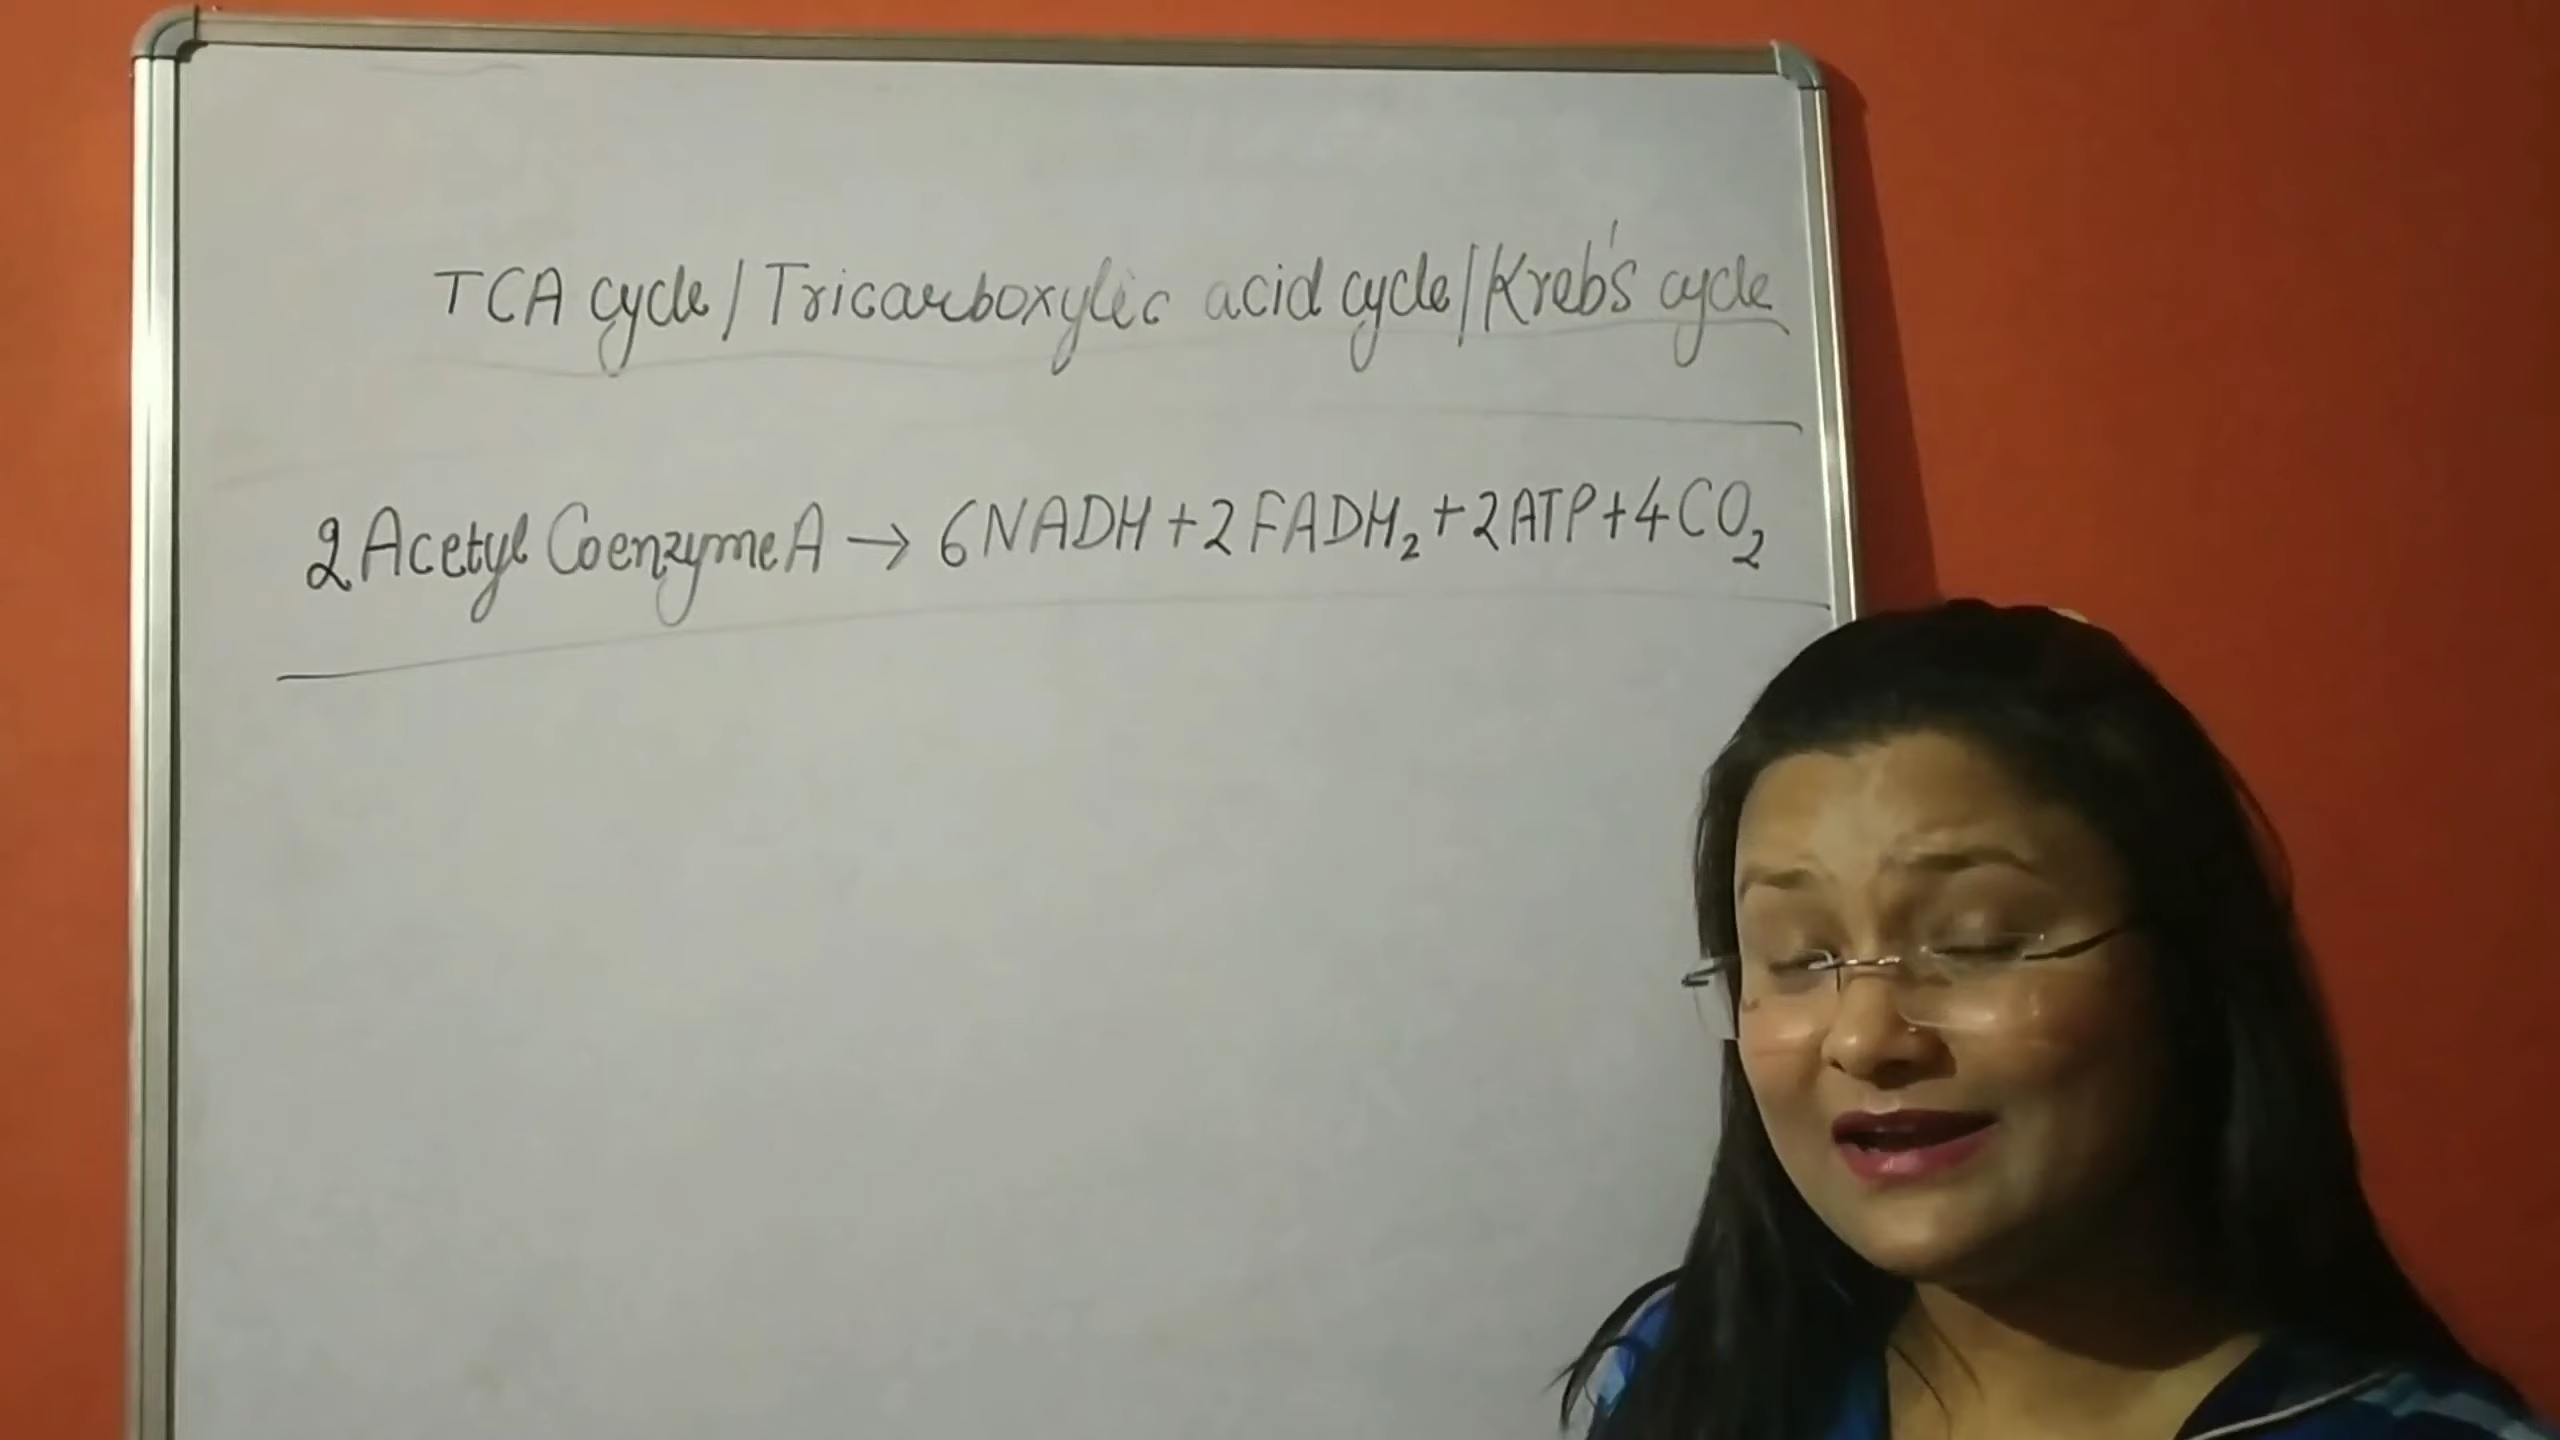 TCA cycle/Tricarboxylic acid cycle/Kreb's cycle
2 Acetyl Coenzyme A → 6NADH+2FADH₂+2ATP+4CO₂